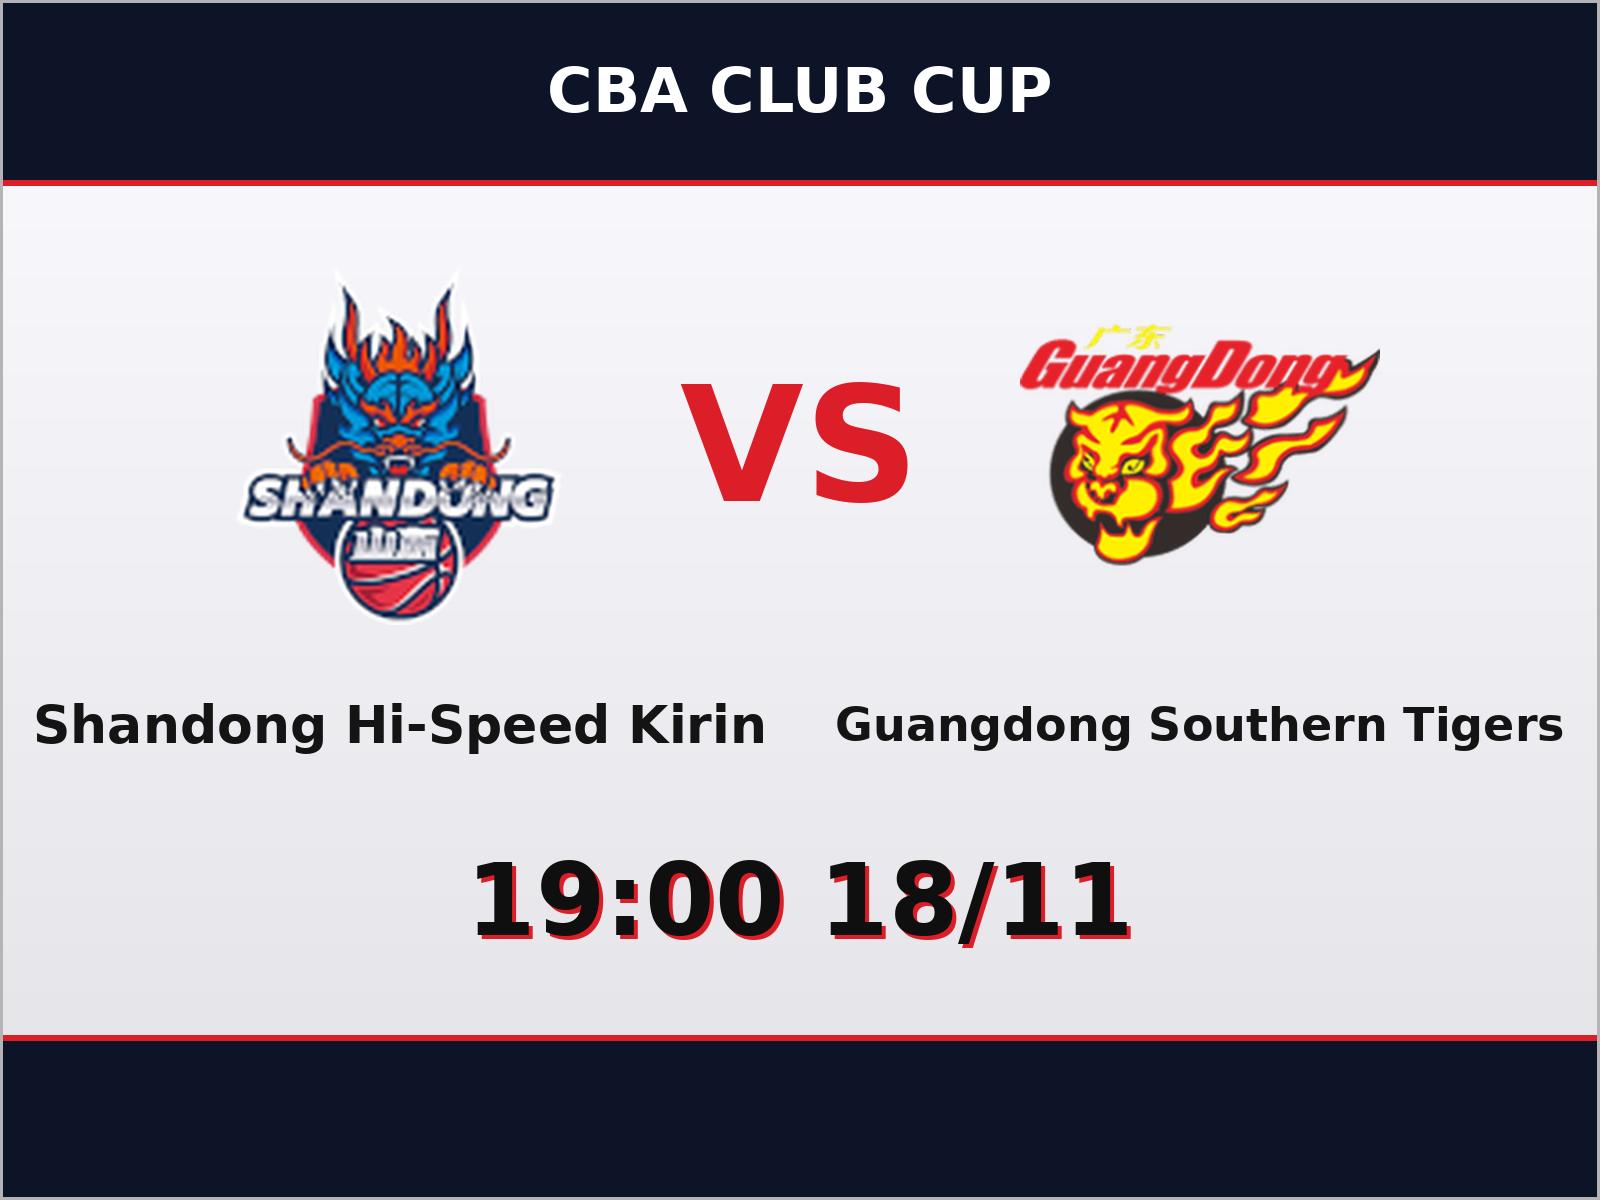 CBA CLUB CUP
广东
GuangDong
VS
SHANDONG
Shandong Hi-Speed Kirin
Guangdong Southern Tigers
19:00 18/11